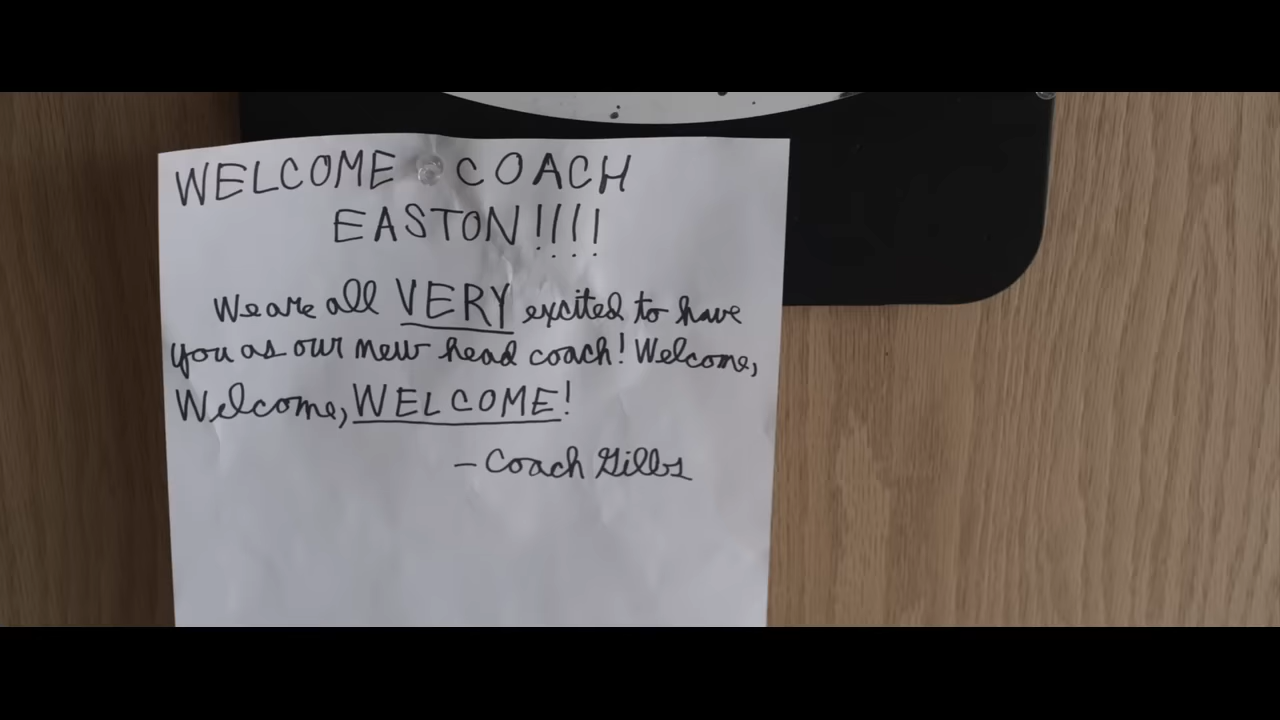 WELCOME COACH
EASTON!!!!
We are all VERY excited to have
you as our new head coach! Welcome,
Welcome, WELCOME!
- Coach Gibbs